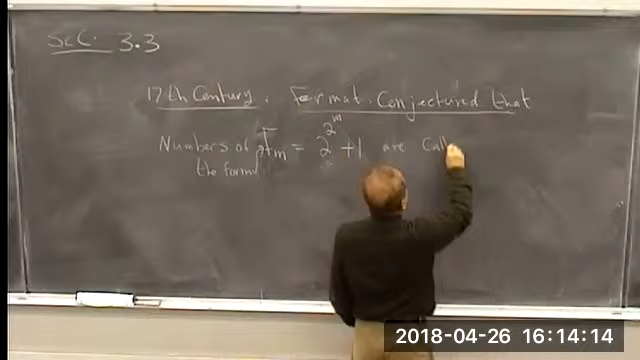 Sec. 3.3
17th Century. Fermat Conjectured that
Numbers of Fm = 2^2^m + 1 are Call
the form
2018-04-26 16:14:14